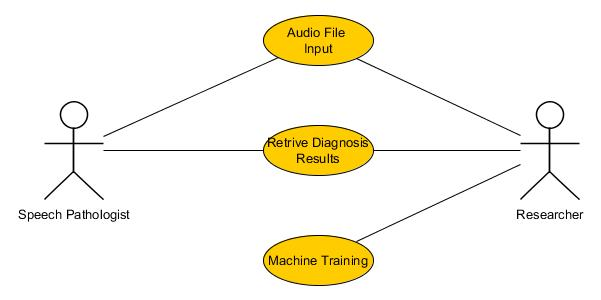 Audio File
Input
Retrive Diagnosis
Results
Speech Pathologist
Researcher
Machine Training